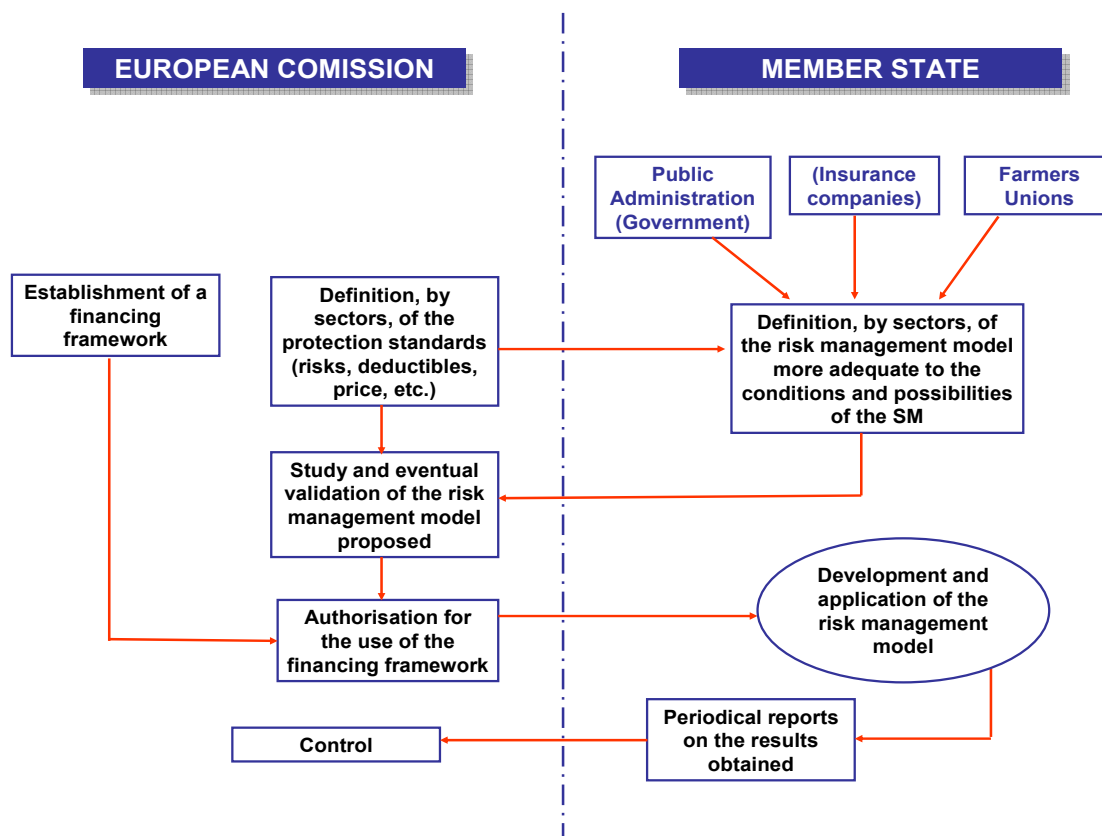 EUROPEAN COMISSION
MEMBER STATE
Public
Administration
(Government)
(Insurance
companies)
Farmers
Unions
Establishment of a
financing
framework
Definition, by
sectors, of the
protection standards
(risks, deductibles,
price, etc.)
Definition, by sectors, of
the risk management model
more adequate to the
conditions and possibilities
of the SM
Study and eventual
validation of the risk
management model
proposed
Authorisation for
the use of the
financing framework
Development and
application of the
risk management
model
Control
Periodical reports
on the results
obtained